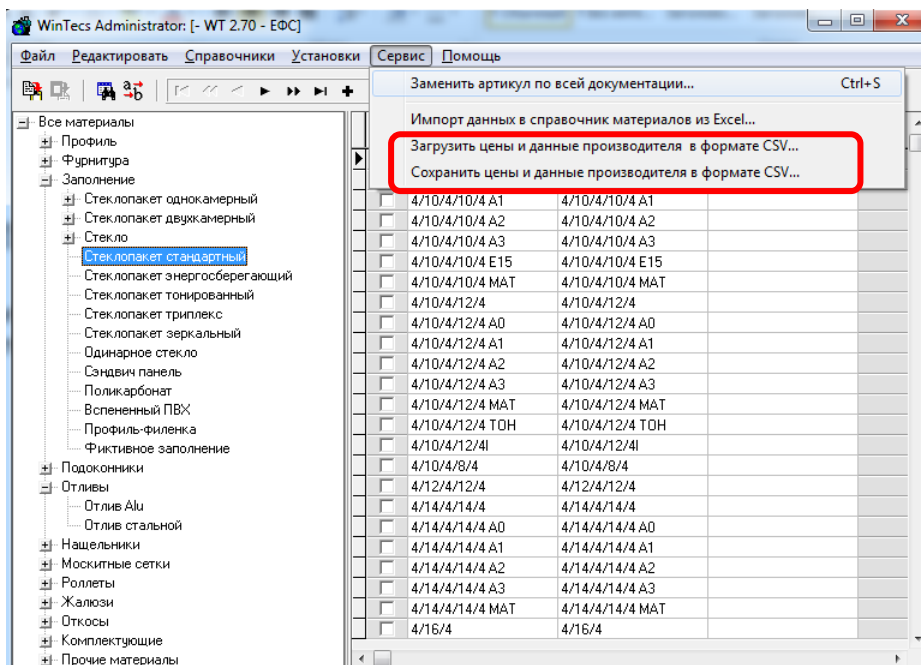 WinTecs Administrator: [- WT 2.70 - ЕФС]
Файл Редактировать Справочники Установки Сервис Помощь
Заменить артикул по всей документации... Ctrl+S
Импорт данных в справочник материалов из Excel...
Загрузить цены и данные производителя в формате CSV...
Сохранить цены и данные производителя в формате CSV...
Все материалы
Профиль
Фурнитура
Заполнение
Стеклопакет однокамерный
Стеклопакет двухкамерный
Стекло
Стеклопакет стандартный
Стеклопакет энергосберегающий
Стеклопакет тонированный
Стеклопакет триплекс
Стеклопакет зеркальный
Одинарное стекло
Сэндвич панель
Поликарбонат
Вспененный ПВХ
Профиль-филенка
Фиктивное заполнение
Подоконники
Отливы
Отлив Alu
Отлив стальной
Нащельники
Москитные сетки
Роллеты
Жалюзи
Откосы
Комплектующие
Прочие материалы
4/10/4/10/4 A1 4/10/4/10/4 A1
4/10/4/10/4 A2 4/10/4/10/4 A2
4/10/4/10/4 A3 4/10/4/10/4 A3
4/10/4/10/4 E15 4/10/4/10/4 E15
4/10/4/10/4 МАТ 4/10/4/10/4 МАТ
4/10/4/12/4 4/10/4/12/4
4/10/4/12/4 A0 4/10/4/12/4 A0
4/10/4/12/4 A1 4/10/4/12/4 A1
4/10/4/12/4 A2 4/10/4/12/4 A2
4/10/4/12/4 A3 4/10/4/12/4 A3
4/10/4/12/4 МАТ 4/10/4/12/4 МАТ
4/10/4/12/4 ТОН 4/10/4/12/4 ТОН
4/10/4/12/4I 4/10/4/12/4I
4/10/4/8/4 4/10/4/8/4
4/12/4/12/4 4/12/4/12/4
4/14/4/14/4 4/14/4/14/4
4/14/4/14/4 A0 4/14/4/14/4 A0
4/14/4/14/4 A1 4/14/4/14/4 A1
4/14/4/14/4 A2 4/14/4/14/4 A2
4/14/4/14/4 A3 4/14/4/14/4 A3
4/14/4/14/4 МАТ 4/14/4/14/4 МАТ
4/16/4 4/16/4